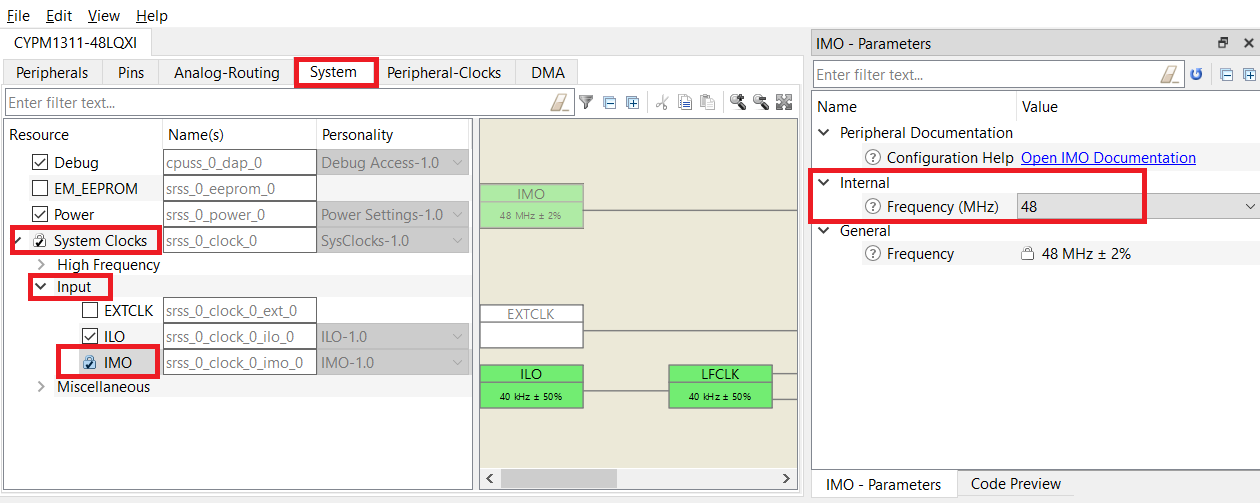 File Edit View Help
CYPM1311-48LQXI
Peripherals Pins Analog-Routing System Peripheral-Clocks DMA
Enter filter text...
Resource Name(s) Personality
Debug cpuss_0_dap_0 Debug Access-1.0
EM_EEPROM srss_0_eeprom_0
Power srss_0_power_0 Power Settings-1.0
System Clocks srss_0_clock_0 SysClocks-1.0
High Frequency
Input
EXTCLK srss_0_clock_0_ext_0
ILO srss_0_clock_0_ilo_0 ILO-1.0
IMO srss_0_clock_0_imo_0 IMO-1.0
Miscellaneous
IMO
48 MHz ± 2%
EXTCLK
ILO
40 kHz ± 50%
LFCLK
40 kHz ± 50%
IMO - Parameters
Enter filter text...
Name Value
Peripheral Documentation
Configuration Help Open IMO Documentation
Internal
Frequency (MHz) 48
General
Frequency 48 MHz ± 2%
IMO - Parameters Code Preview